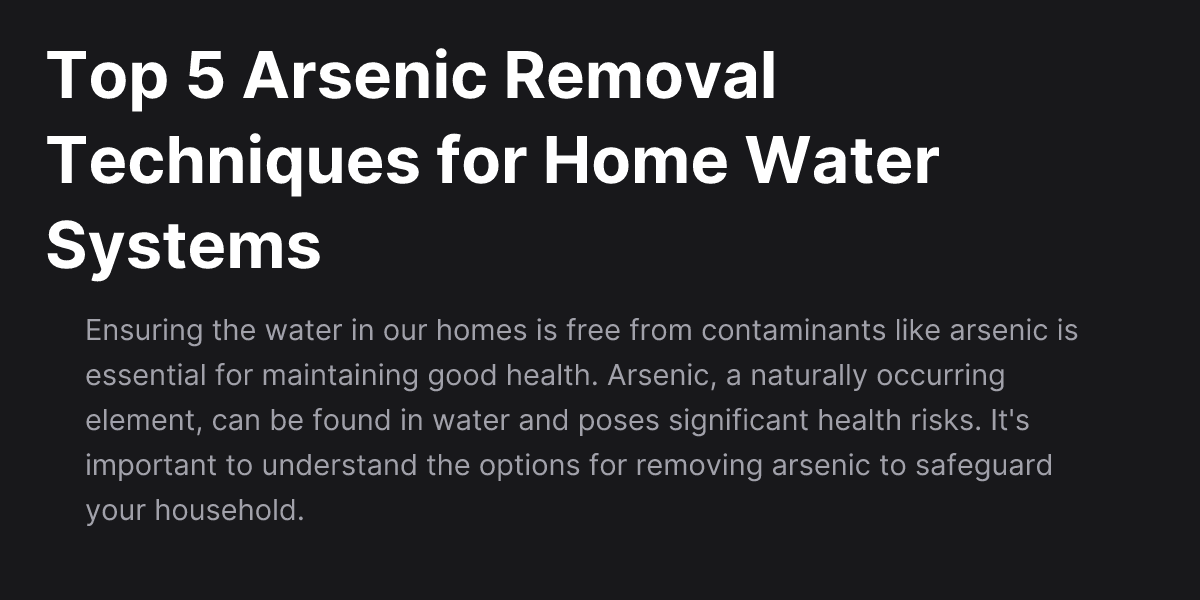 Top 5 Arsenic Removal
Techniques for Home Water
Systems
Ensuring the water in our homes is free from contaminants like arsenic is
essential for maintaining good health. Arsenic, a naturally occurring
element, can be found in water and poses significant health risks. It's
important to understand the options for removing arsenic to safeguard
your household.